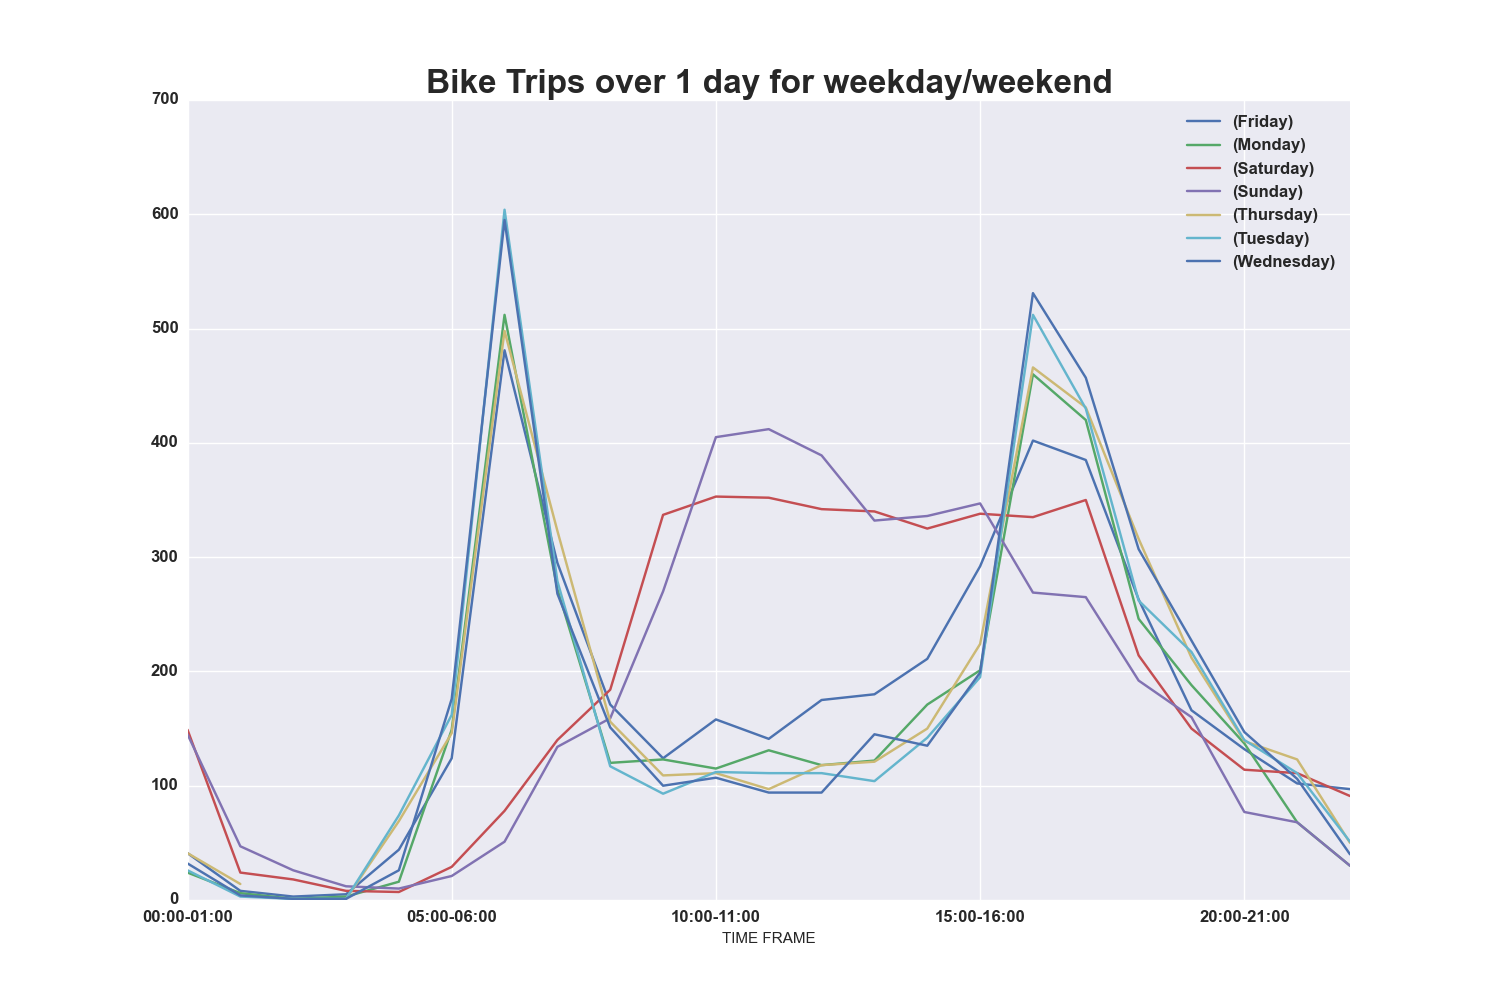 Bike Trips over 1 day for weekday/weekend
700
600
500
400
300
200
100
0
(Friday)
(Monday)
(Saturday)
(Sunday)
(Thursday)
(Tuesday)
(Wednesday)
00:00-01:00 05:00-06:00 10:00-11:00 15:00-16:00 20:00-21:00
TIME FRAME